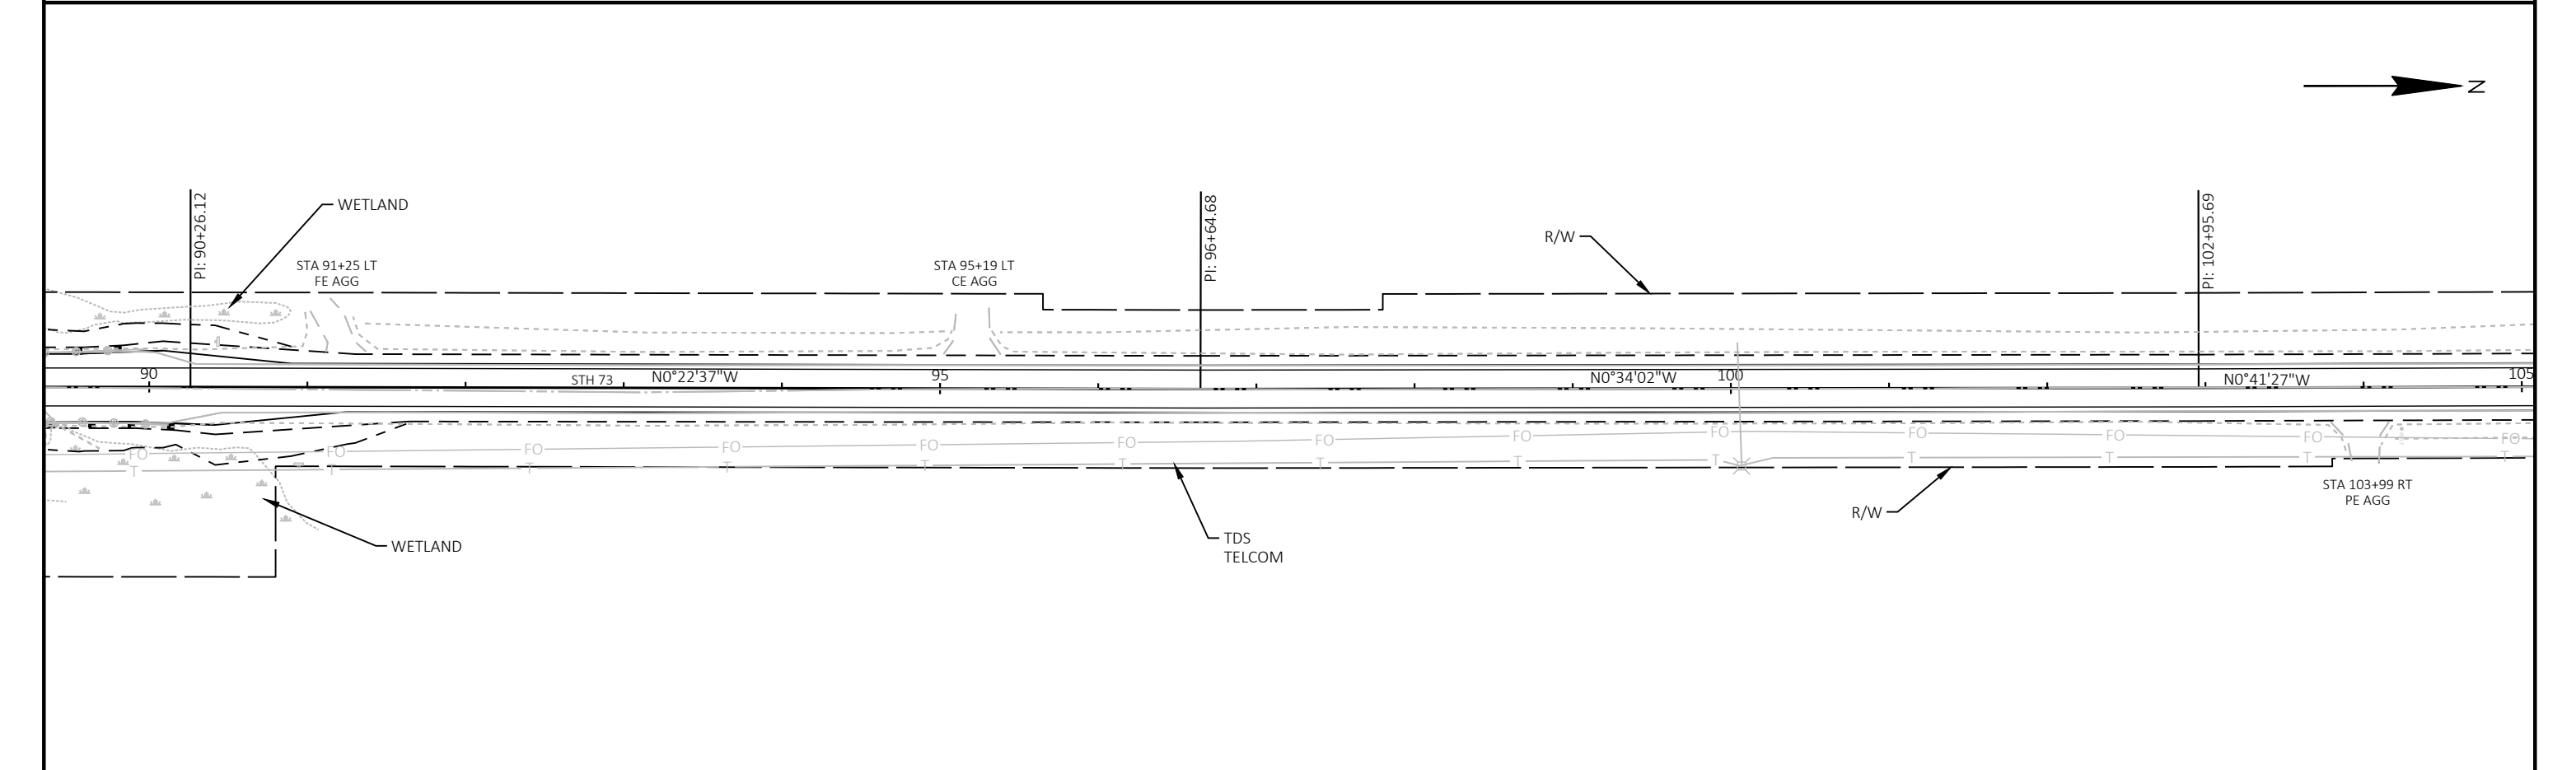 N
PI: 90+26.12
WETLAND
PI: 96+64.68
PI: 102+95.69
R/W
STA 91+25 LT
FE AGG
STA 95+19 LT
CE AGG
90
STH 73
N0°22'37"W
95
N0°34'02"W
100
N0°41'27"W
105
FO
FO
FO
FO
FO
FO
FO
FO
FO
FO
FO
FO
FO
T
T
T
T
T
T
T
T
T
T
T
T
T
STA 103+99 RT
PE AGG
R/W
WETLAND
TDS
TELCOM